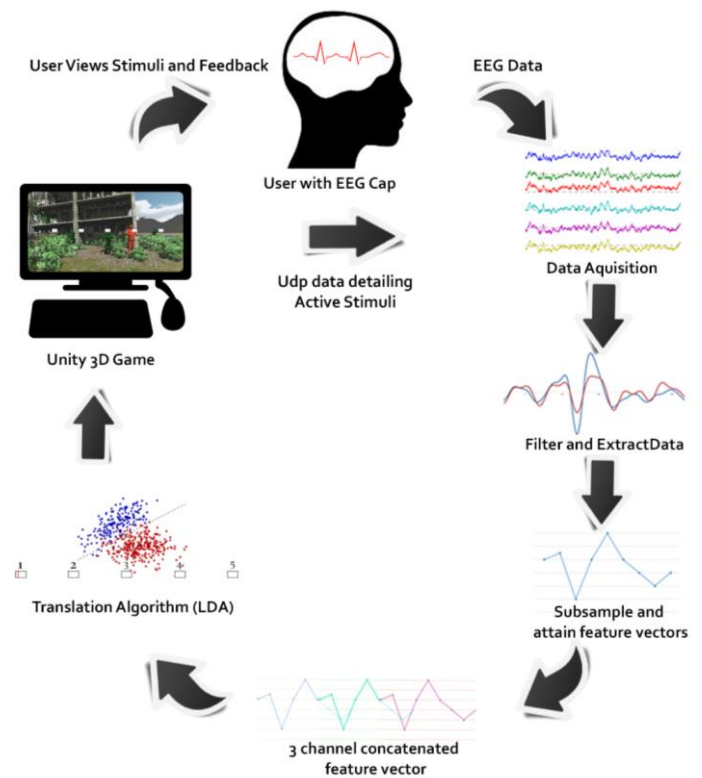 User Views Stimuli and Feedback
EEG Data
User with EEG Cap
Udp data detailing
Active Stimuli
Data Aquisition
Unity 3D Game
Filter and ExtractData
1 2 3 4 5
Translation Algorithm (LDA)
Subsample and
attain feature vectors
3 channel concatenated
feature vector